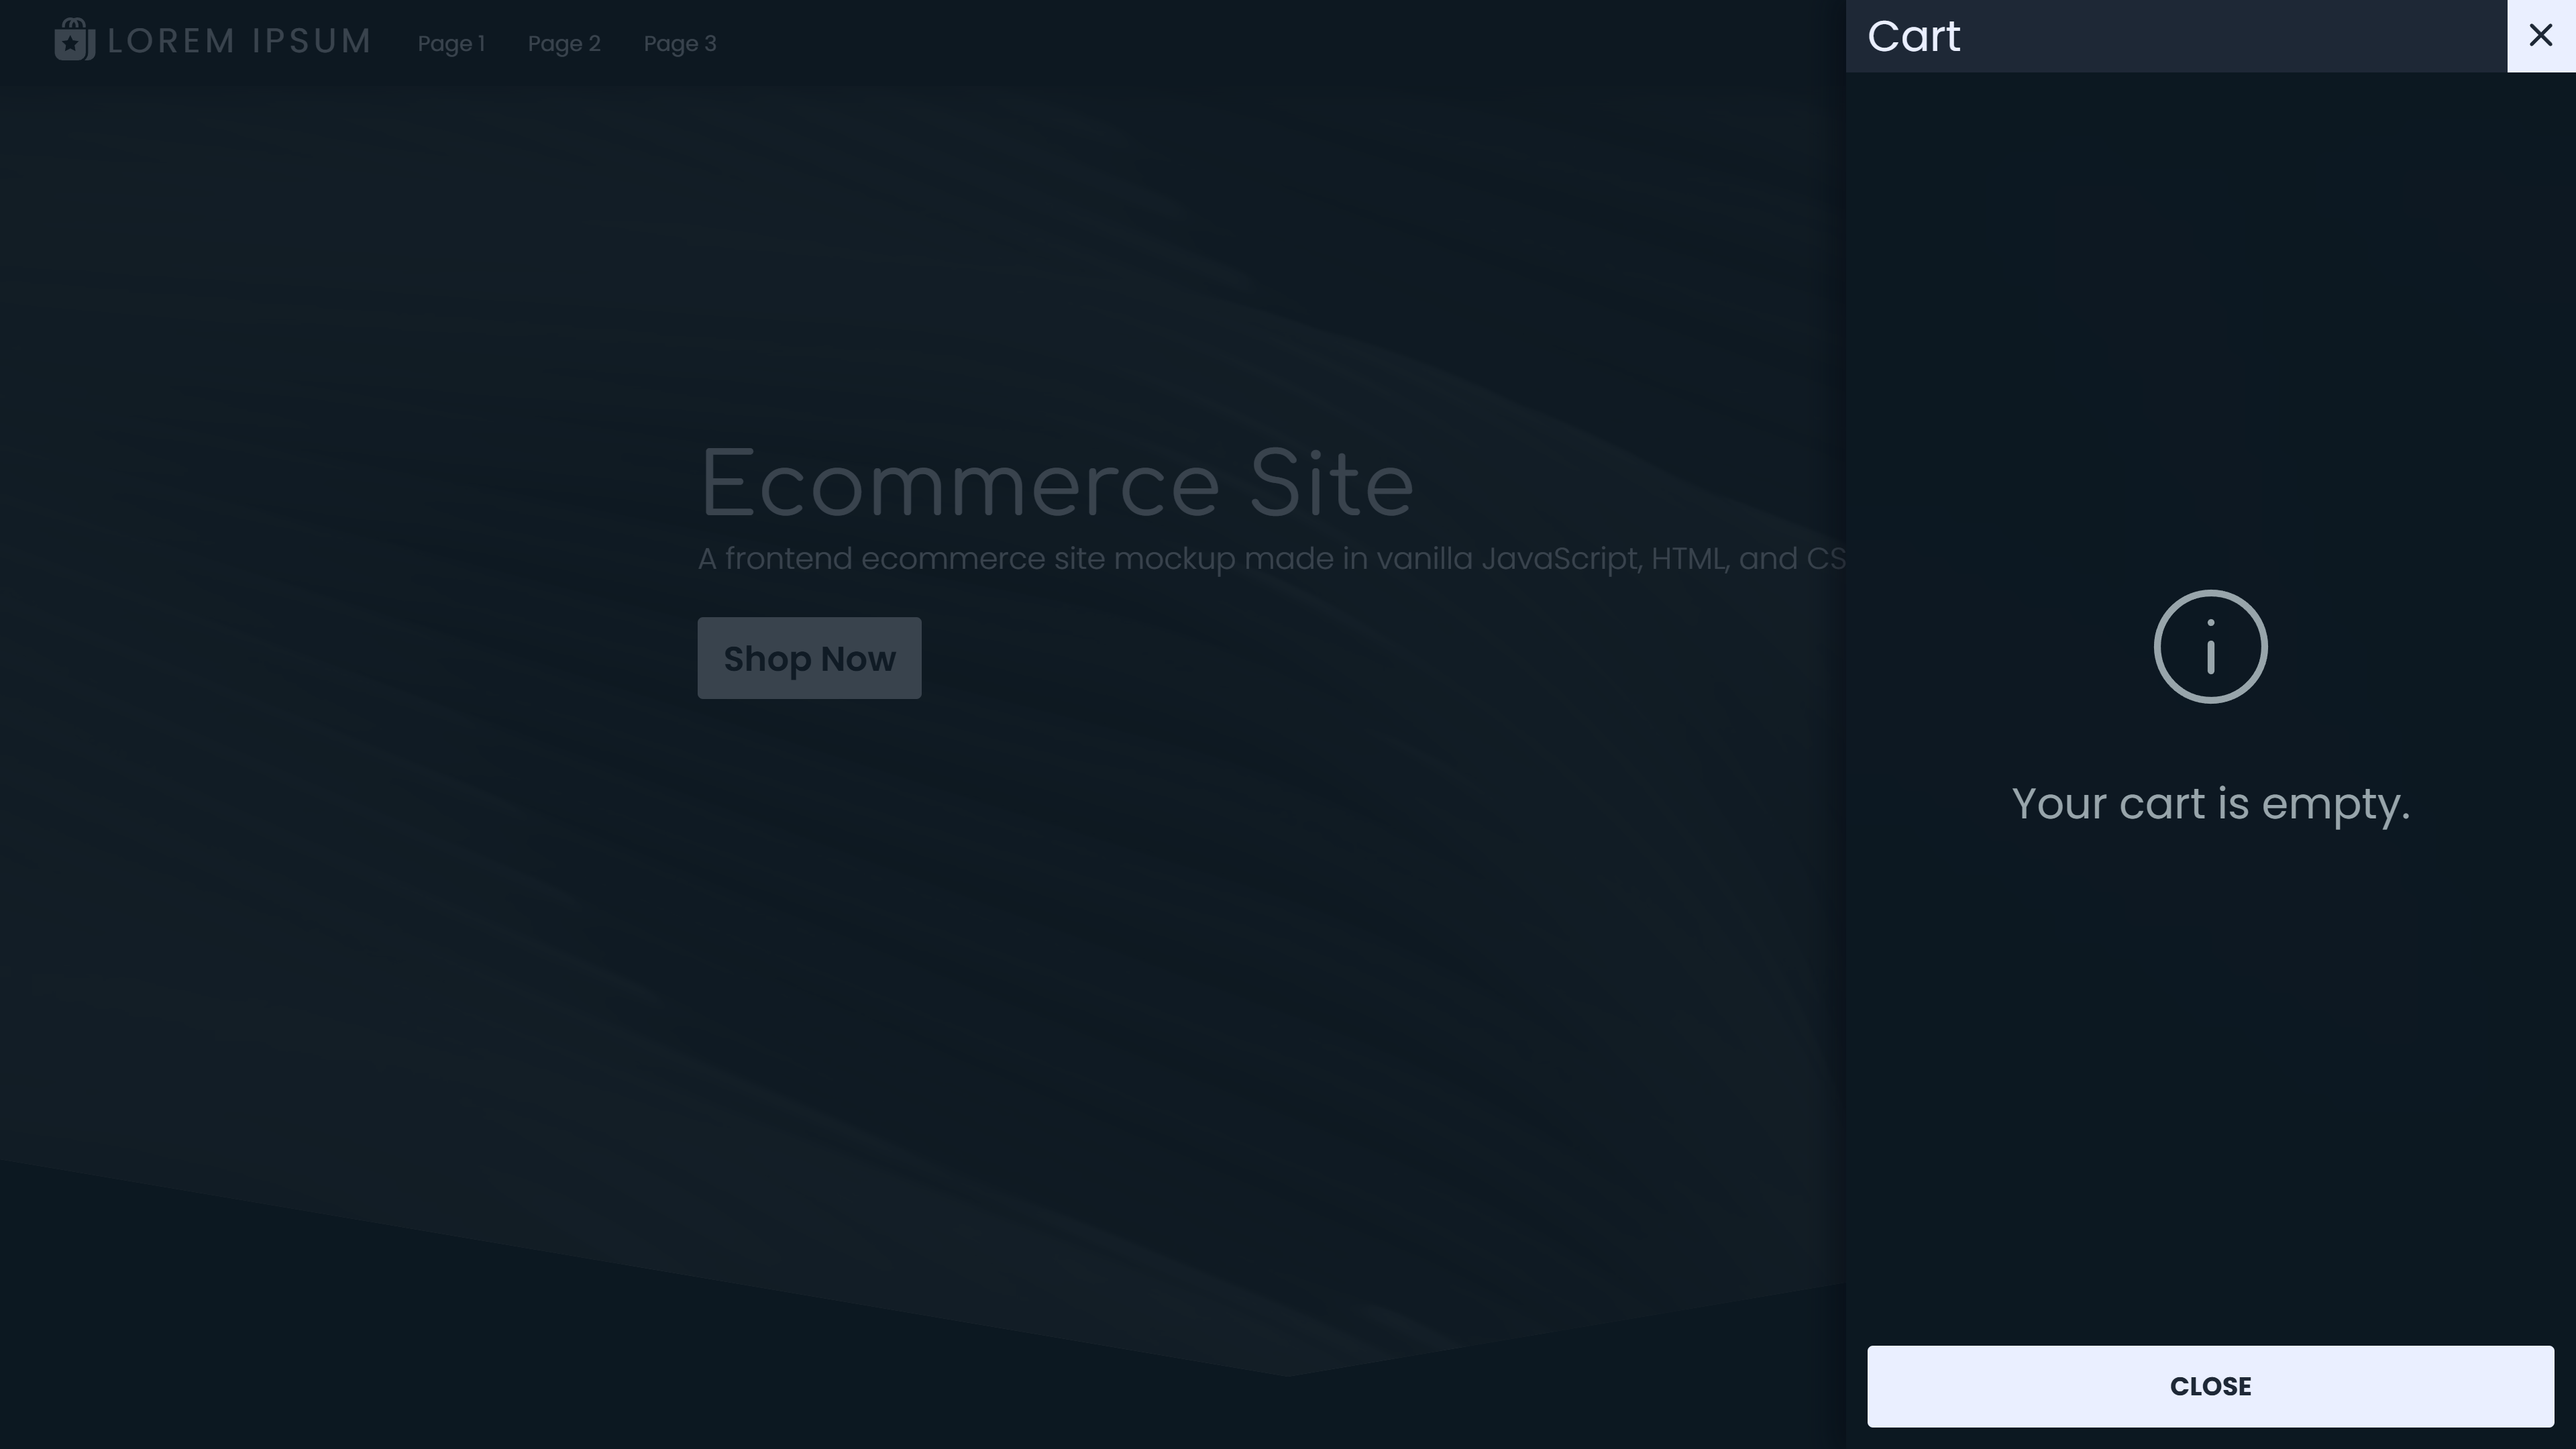 LOREM IPSUM
Page 1
Page 2
Page 3
Cart
Ecommerce Site
A frontend ecommerce site mockup made in vanilla JavaScript, HTML, and CS
Shop Now
Your cart is empty.
CLOSE